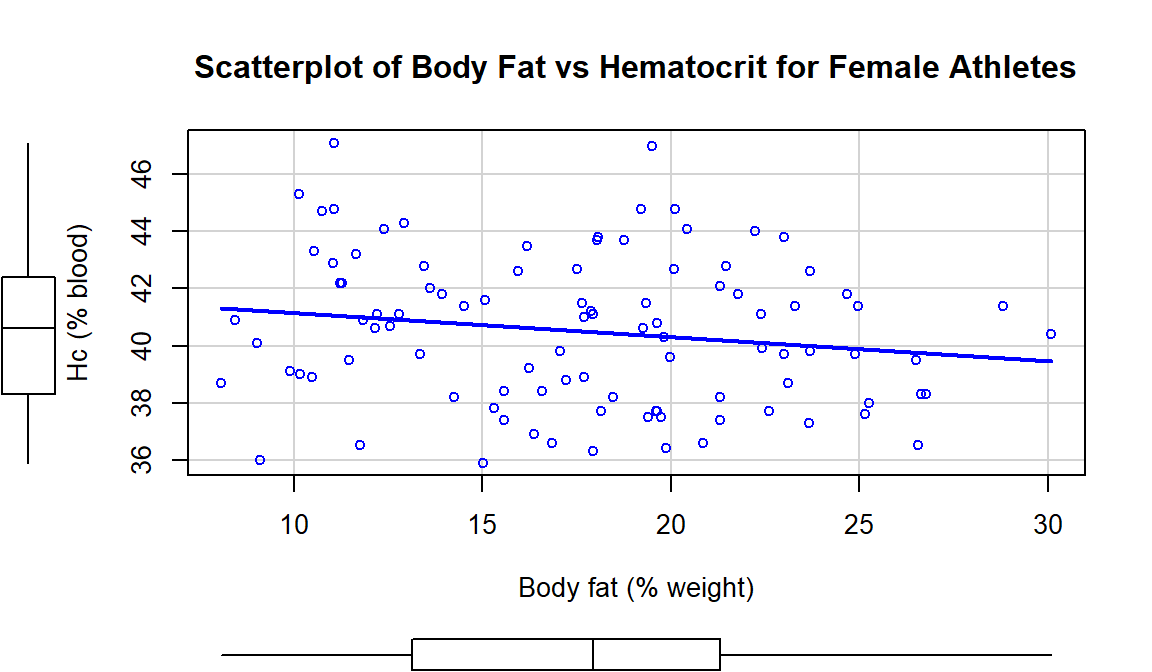 Scatterplot of Body Fat vs Hematocrit for Female Athletes
Hc (% blood)
46
44
42
40
38
36
10 15 20 25 30
Body fat (% weight)